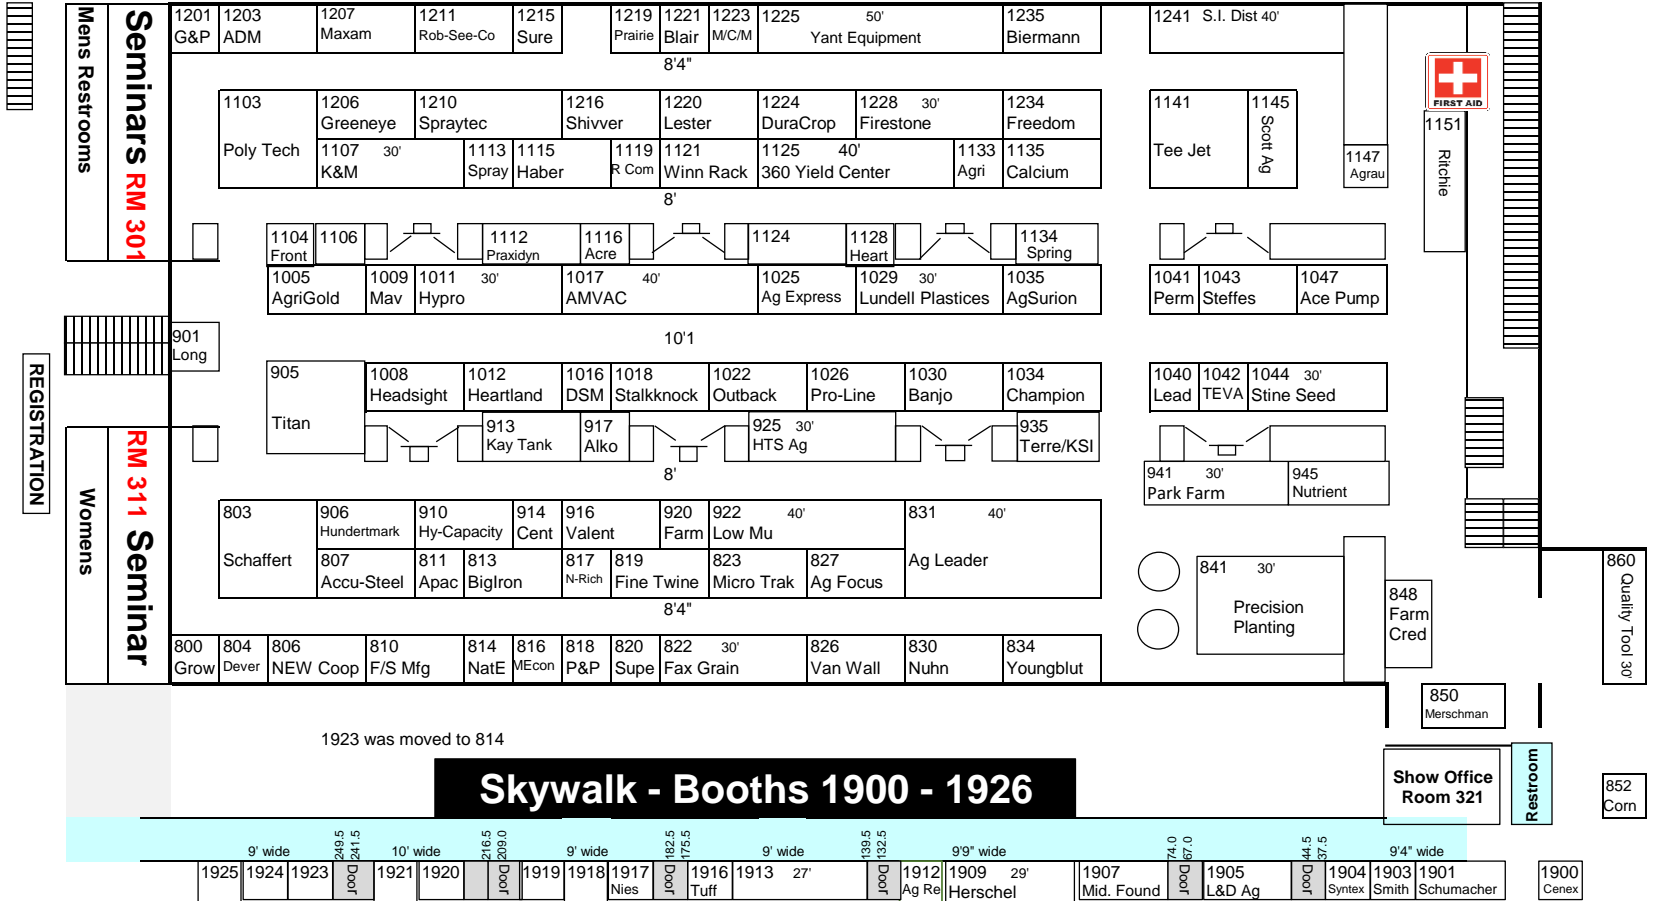 Mens Restrooms
Seminars RM 301
1201 G&P
1203 ADM
1207 Maxam
1211 Rob-See-Co
1215 Sure
1219 Prairie
1221 Blair
1223 M/C/M
1225 50' Yant Equipment
1235 Biermann
1241 S.I. Dist 40'
8'4"
FIRST AID
1103 Poly Tech
1206 Greeneye
1210 Spraytec
1216 Shivver
1220 Lester
1224 DuraCrop
1228 30' Firestone
1234 Freedom
1141 Tee Jet
1145 Scott Ag
1151 Ritchie
1107 30' K&M
1113 Spray
1115 Haber
1119 R Com
1121 Winn Rack
1125 40' 360 Yield Center
1133 Agri
1135 Calcium
1147 Agrau
8'
1104 Front
1106
1112 Praxidyn
1116 Acre
1124
1128 Heart
1134 Spring
1005 AgriGold
1009 Mav
1011 30' Hypro
1017 40' AMVAC
1025 Ag Express
1029 30' Lundell Plastices
1035 AgSurion
1041 Perm
1043 Steffes
1047 Ace Pump
901 Long
10'1
REGISTRATION
905 Titan
1008 Headsight
1012 Heartland
1016 DSM
1018 Stalkknock
1022 Outback
1026 Pro-Line
1030 Banjo
1034 Champion
1040 Lead
1042 TEVA
1044 30' Stine Seed
913 Kay Tank
917 Alko
925 30' HTS Ag
935 Terre/KSI
941 30' Park Farm
945 Nutrient
8'
Womens
RM 311 Seminar
803 Schaffert
906 Hundertmark
910 Hy-Capacity
914 Cent
916 Valent
920 Farm
922 40' Low Mu
831 40' Ag Leader
807 Accu-Steel
811 Apac
813 BigIron
817 N-Rich
819 Fine Twine
823 Micro Trak
827 Ag Focus
841 30' Precision Planting
848 Farm Cred
860 Quality Tool 30'
8'4"
800 Grow
804 Dever
806 NEW Coop
810 F/S Mfg
814 NatE
816 MEcon
818 P&P
820 Supe
822 30' Fax Grain
826 Van Wall
830 Nuhn
834 Youngblut
850 Merschman
1923 was moved to 814
Skywalk - Booths 1900 - 1926
Show Office Room 321
Restroom
852 Corn
9' wide
249.5
241.5
10' wide
216.5
209.0
9' wide
182.5
175.5
9' wide
139.5
132.5
9'9" wide
74.0
67.0
44.5
37.5
9'4" wide
1925
1924
1923
Door
1921
1920
Door
1919
1918
1917 Nies
Door
1916 Tuff
1913 27'
Door
1912 Ag Re
1909 29' Herschel
1907 Mid. Found
Door
1905 L&D Ag
Door
1904 Syntex
1903 Smith
1901 Schumacher
1900 Cenex